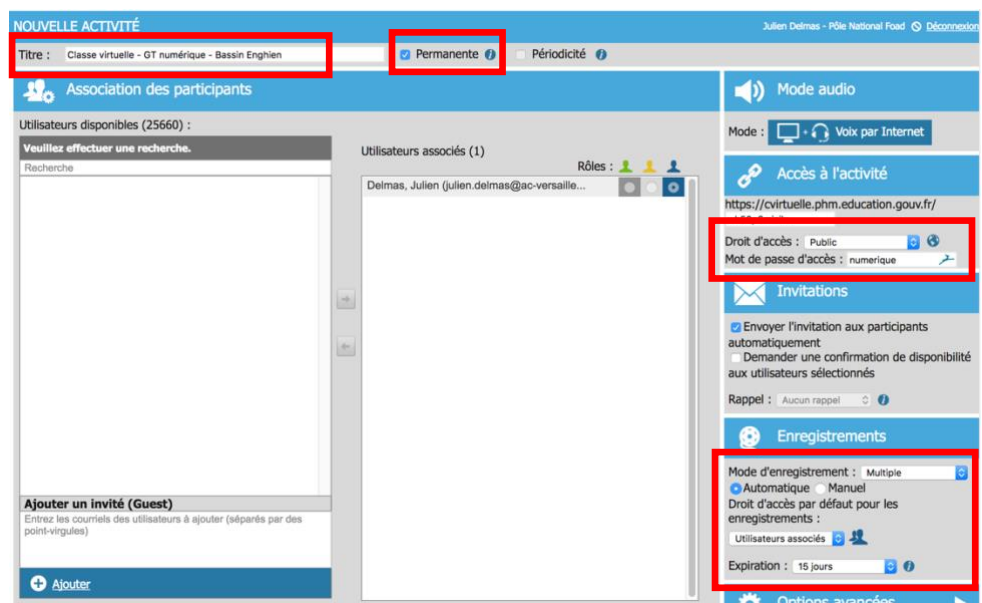 NOUVELLE ACTIVITÉ
Julien Delmas - Pôle National Foad Déconnexion
Titre : Classe virtuelle - GT numérique - Bassin Enghien
Permanente Périodicité
Association des participants
Utilisateurs disponibles (25660) :
Veuillez effectuer une recherche.
Recherche
Ajouter un invité (Guest)
Entrez les courriels des utilisateurs à ajouter (séparés par des
point-virgules)
Ajouter
Utilisateurs associés (1)
Rôles :
Delmas, Julien (julien.delmas@ac-versaille...
Mode audio
Mode : Voix par Internet
Accès à l'activité
https://cvirtuelle.phm.education.gouv.fr/
Droit d'accès : Public
Mot de passe d'accès : numerique
Invitations
Envoyer l'invitation aux participants
automatiquement
Demander une confirmation de disponibilité
aux utilisateurs sélectionnés
Rappel : Aucun rappel
Enregistrements
Mode d'enregistrement : Multiple
Automatique Manuel
Droit d'accès par défaut pour les
enregistrements :
Utilisateurs associés
Expiration : 15 jours
Options avancées